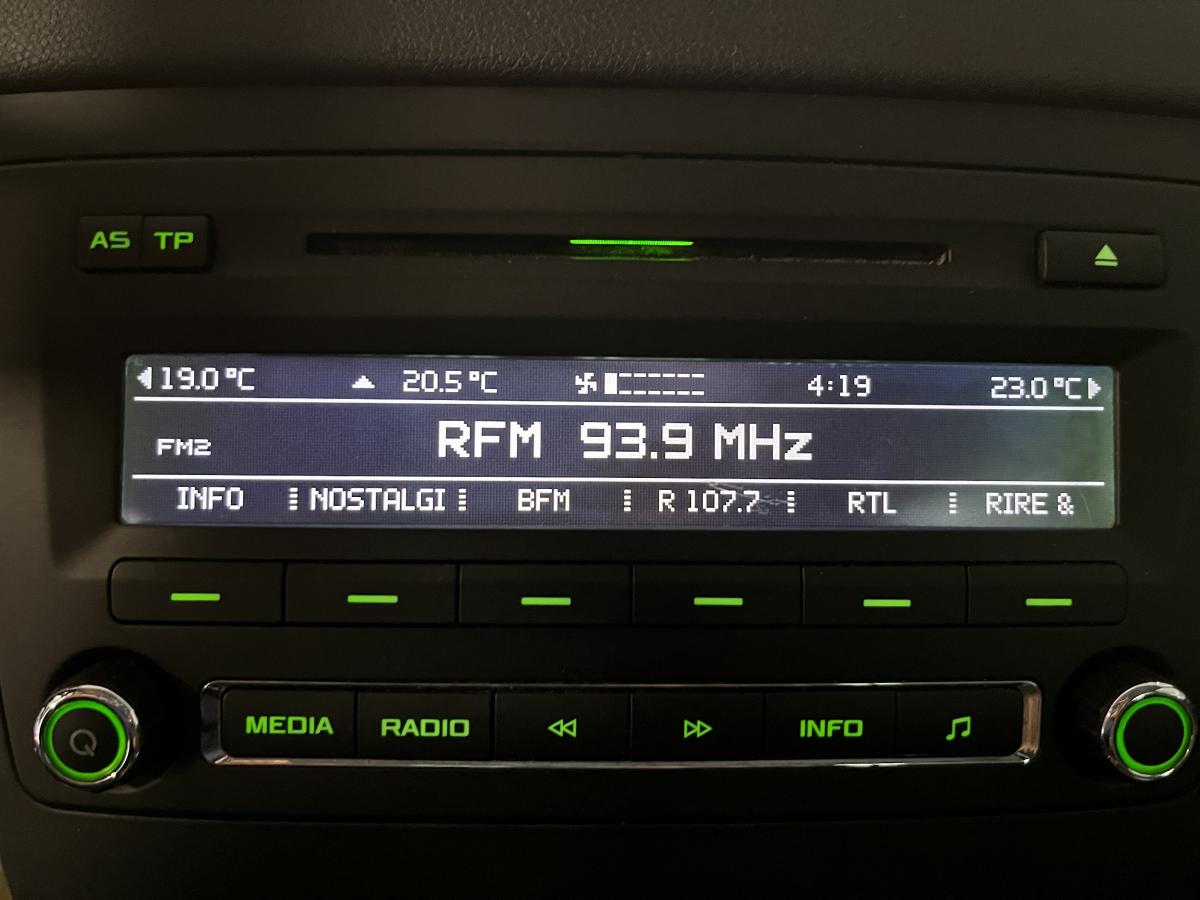 AS TP
19.0°C 20.5°C 4:19 23.0°C
FM2 RFM 93.9 MHz
INFO NOSTALGI BFM R 107.7 RTL RIRE &
MEDIA RADIO INFO